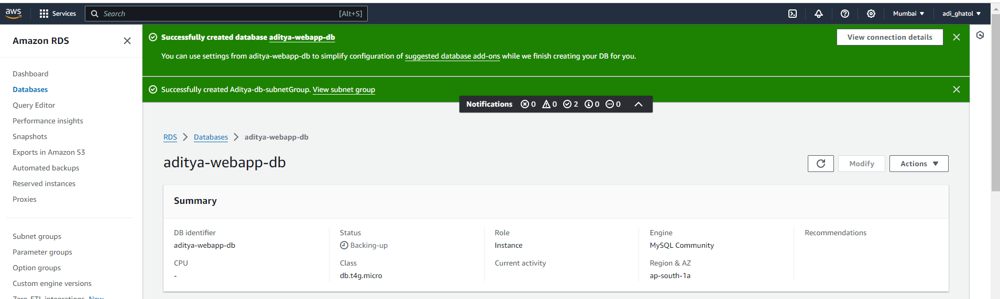 aws
Services
Search
[Alt+S]
Mumbai
adi_ghatol
Amazon RDS
Dashboard
Databases
Query Editor
Performance insights
Snapshots
Exports in Amazon S3
Automated backups
Reserved instances
Proxies
Subnet groups
Parameter groups
Option groups
Custom engine versions
Zero-ETL integrations New
Successfully created database aditya-webapp-db
View connection details
You can use settings from aditya-webapp-db to simplify configuration of suggested database add-ons while we finish creating your DB for you.
Successfully created Aditya-db-subnetGroup. View subnet group
Notifications 0 0 2 0 0
RDS > Databases > aditya-webapp-db
aditya-webapp-db
Modify
Actions
Summary
DB identifier
aditya-webapp-db
Status
Backing-up
Role
Instance
Engine
MySQL Community
Recommendations
CPU
-
Class
db.t4g.micro
Current activity
Region & AZ
ap-south-1a